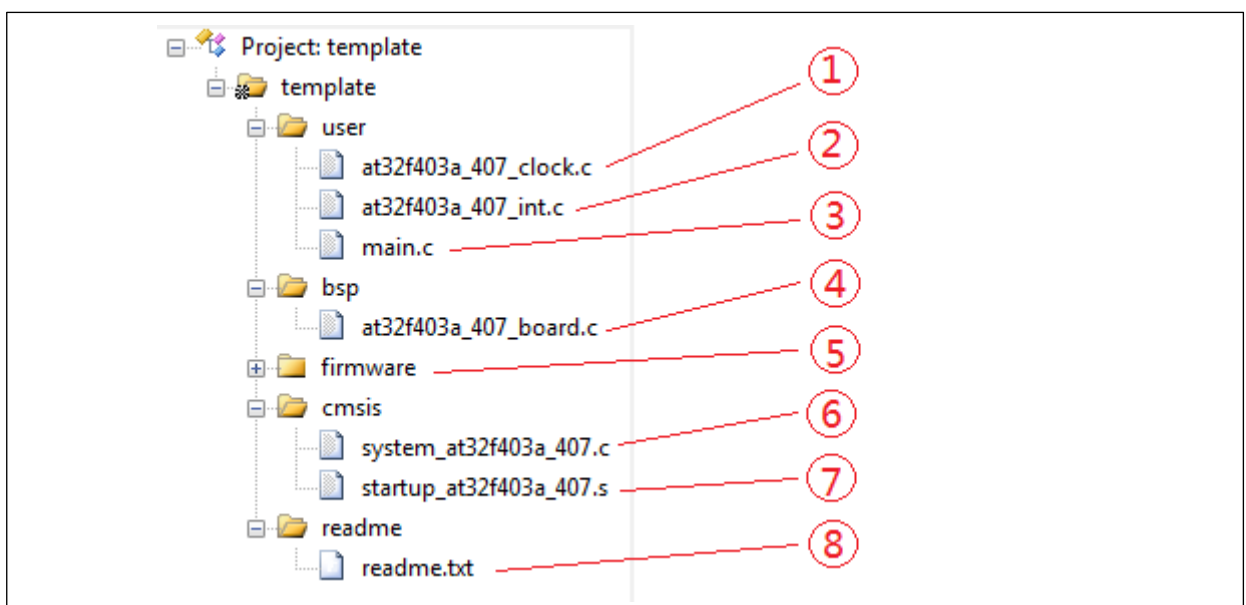 Project: template
template
①
user
at32f403a_407_clock.c
②
at32f403a_407_int.c
③
main.c
④
bsp
at32f403a_407_board.c
⑤
firmware
cmsis
⑥
system_at32f403a_407.c
⑦
startup_at32f403a_407.s
readme
⑧
readme.txt